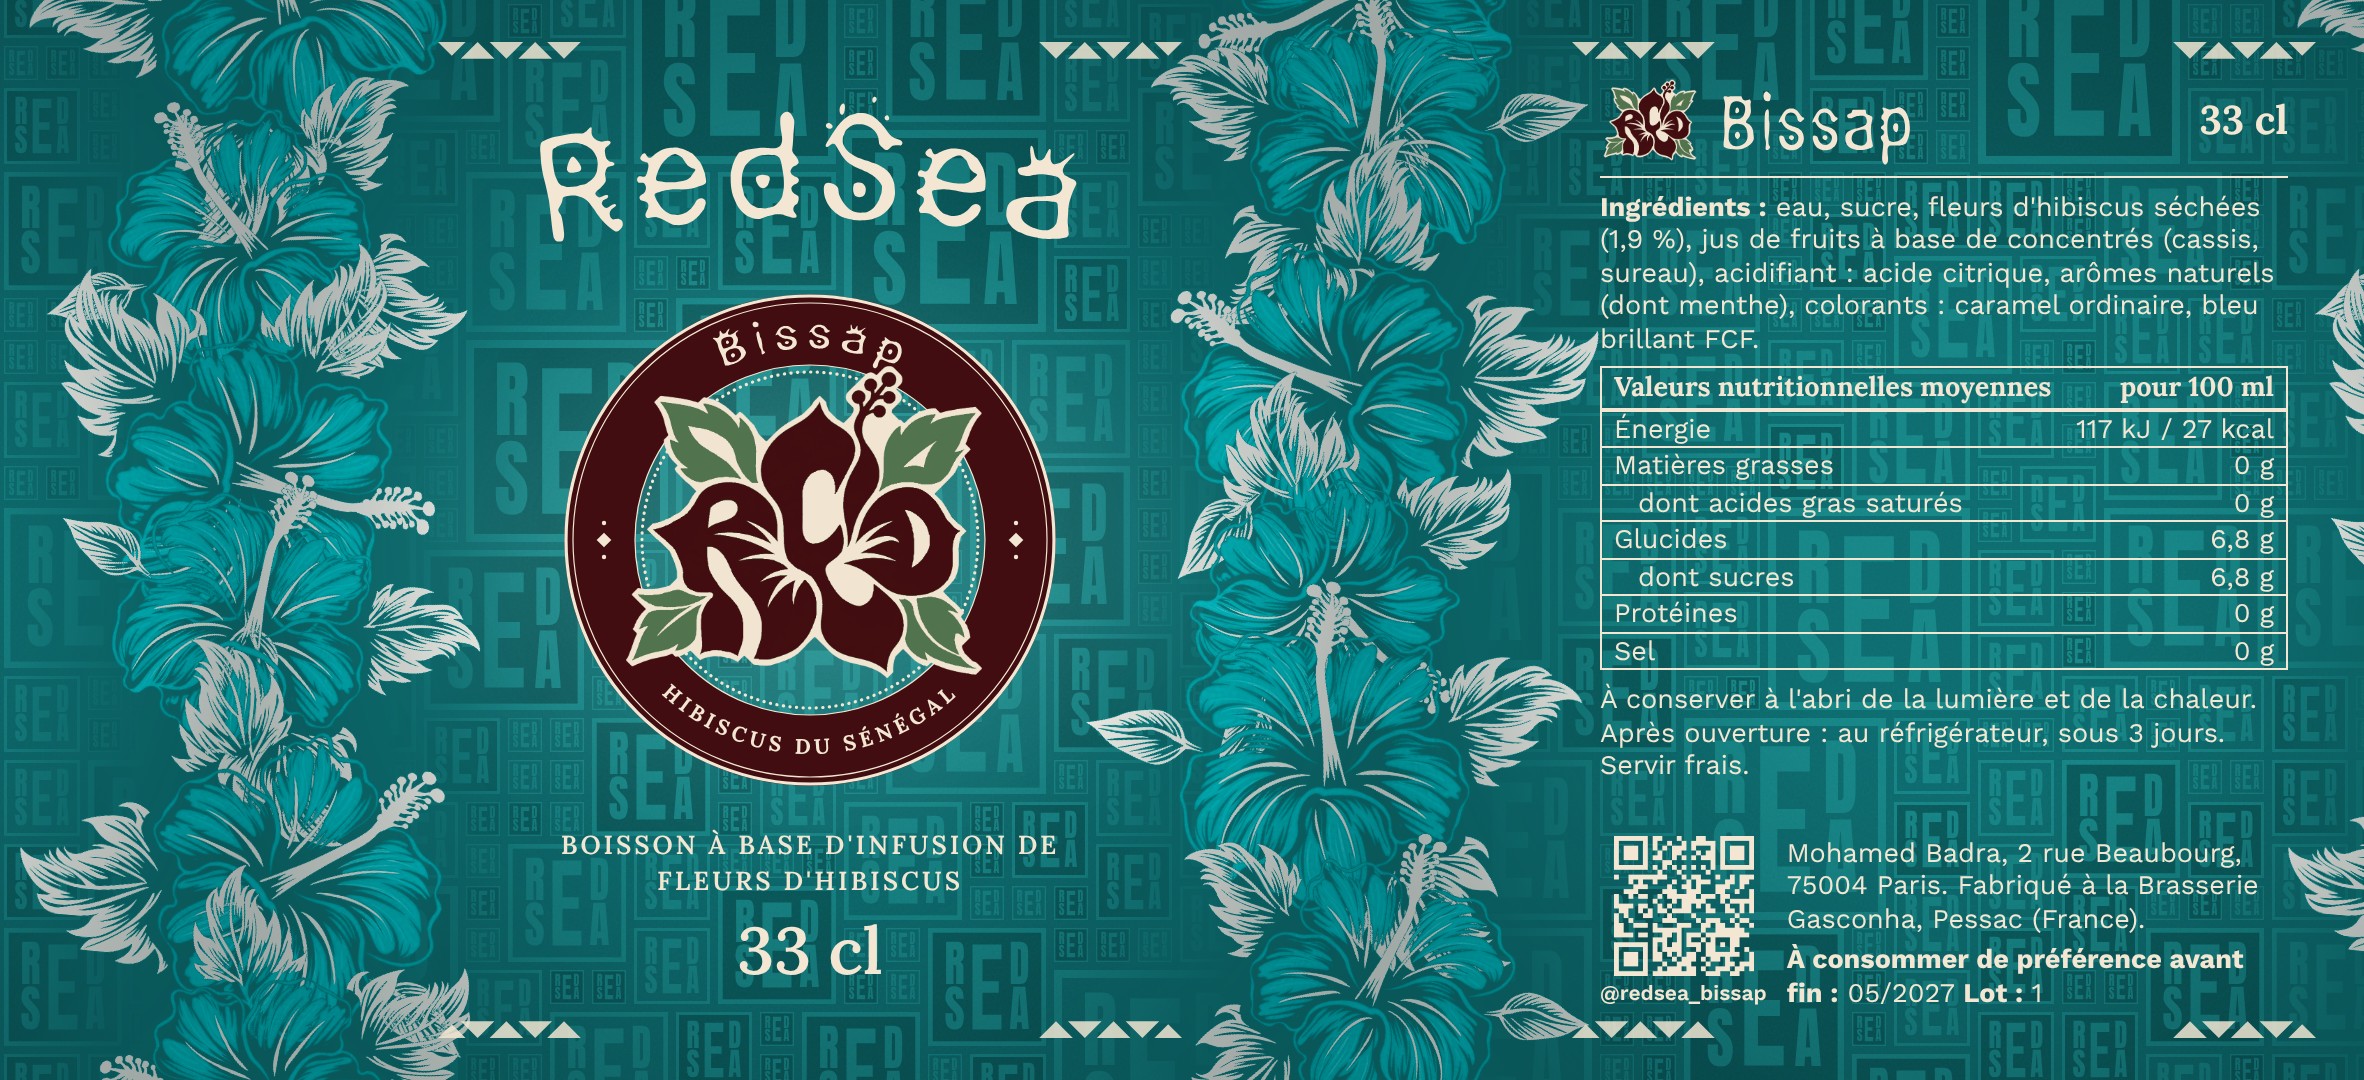 RedSea
Bissap
HIBISCUS DU SÉNÉGAL
BOISSON À BASE D'INFUSION DE
FLEURS D'HIBISCUS
33 cl
Bissap
33 cl
Ingrédients : eau, sucre, fleurs d'hibiscus séchées
(1,9 %), jus de fruits à base de concentrés (cassis,
sureau), acidifiant : acide citrique, arômes naturels
(dont menthe), colorants : caramel ordinaire, bleu
brillant FCF.
Valeurs nutritionnelles moyennes pour 100 ml
Énergie 117 kJ / 27 kcal
Matières grasses 0 g
dont acides gras saturés 0 g
Glucides 6,8 g
dont sucres 6,8 g
Protéines 0 g
Sel 0 g
À conserver à l'abri de la lumière et de la chaleur.
Après ouverture : au réfrigérateur, sous 3 jours.
Servir frais.
Mohamed Badra, 2 rue Beaubourg,
75004 Paris. Fabriqué à la Brasserie
Gasconha, Pessac (France).
À consommer de préférence avant
fin : 05/2027 Lot : 1
@redsea_bissap